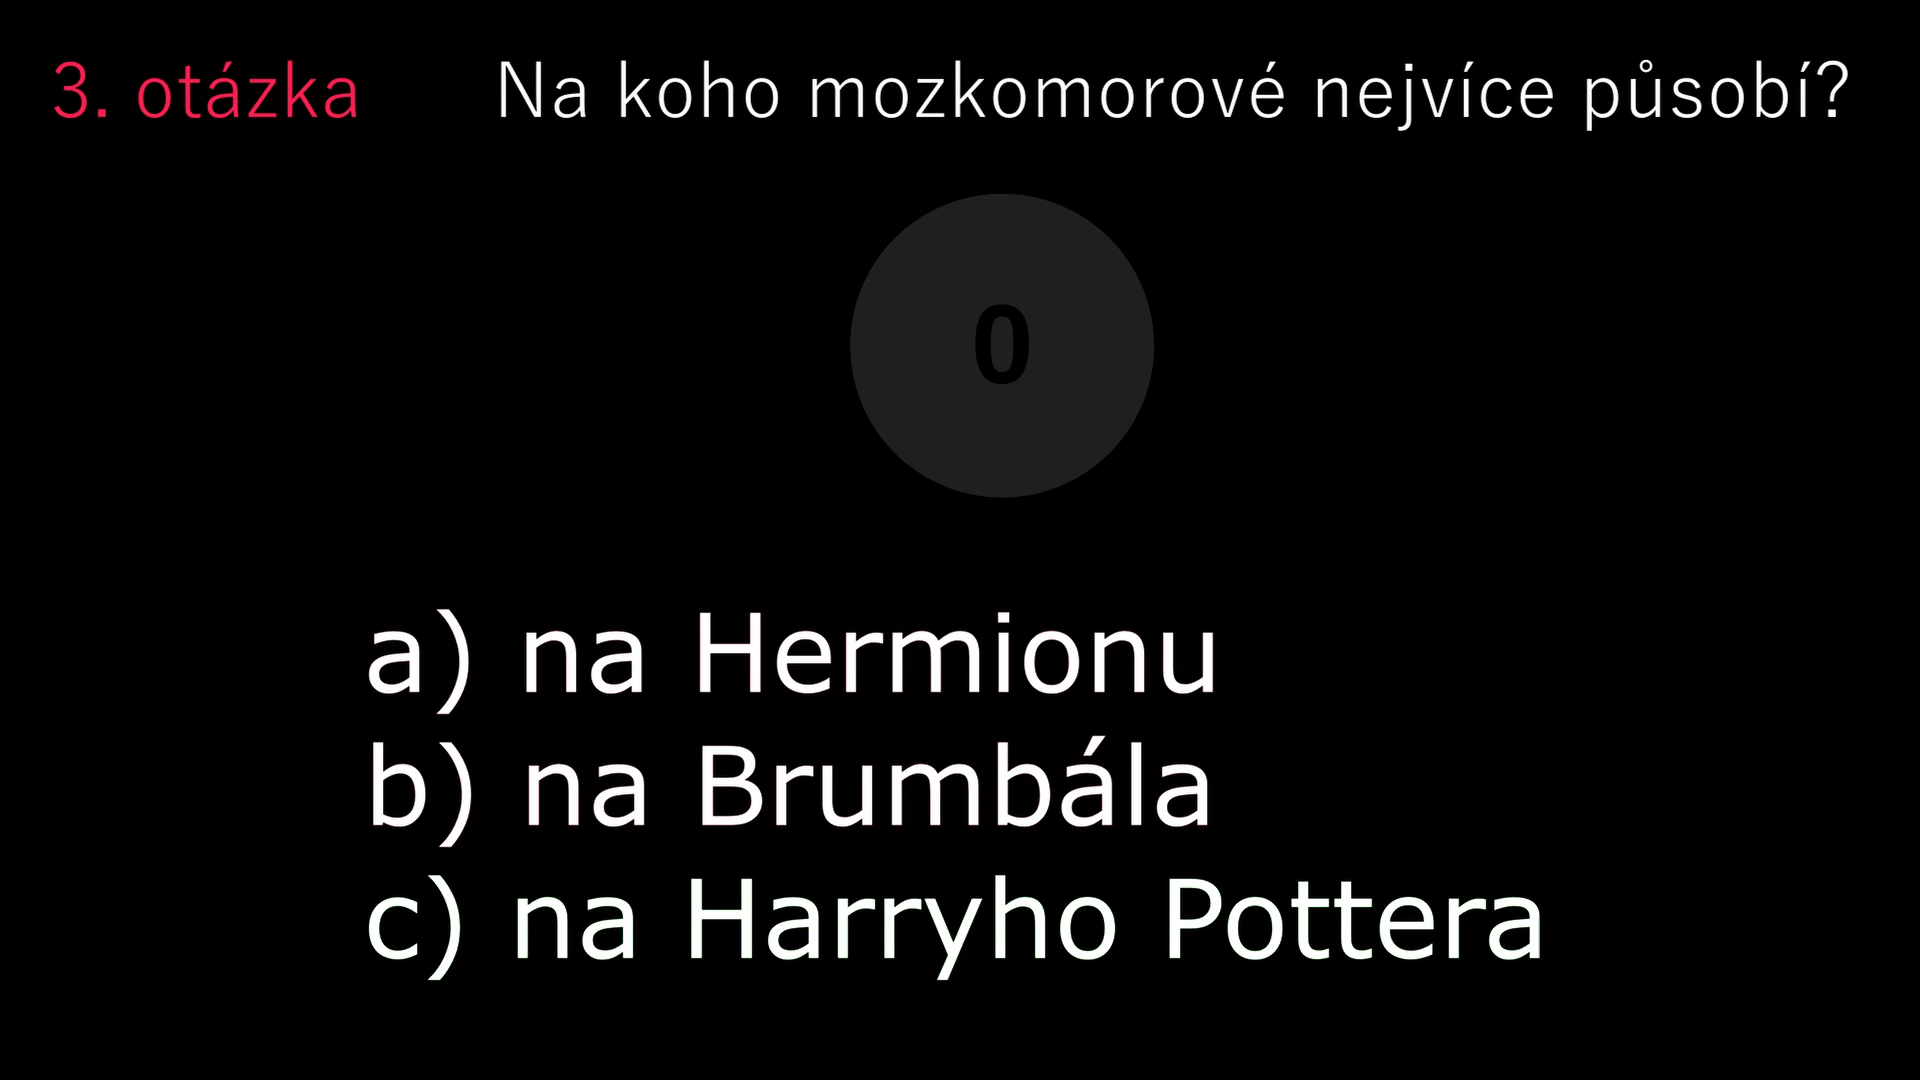 3. otázka Na koho mozkomorové nejvíce působí?
0
a) na Hermionu
b) na Brumbála
c) na Harryho Pottera